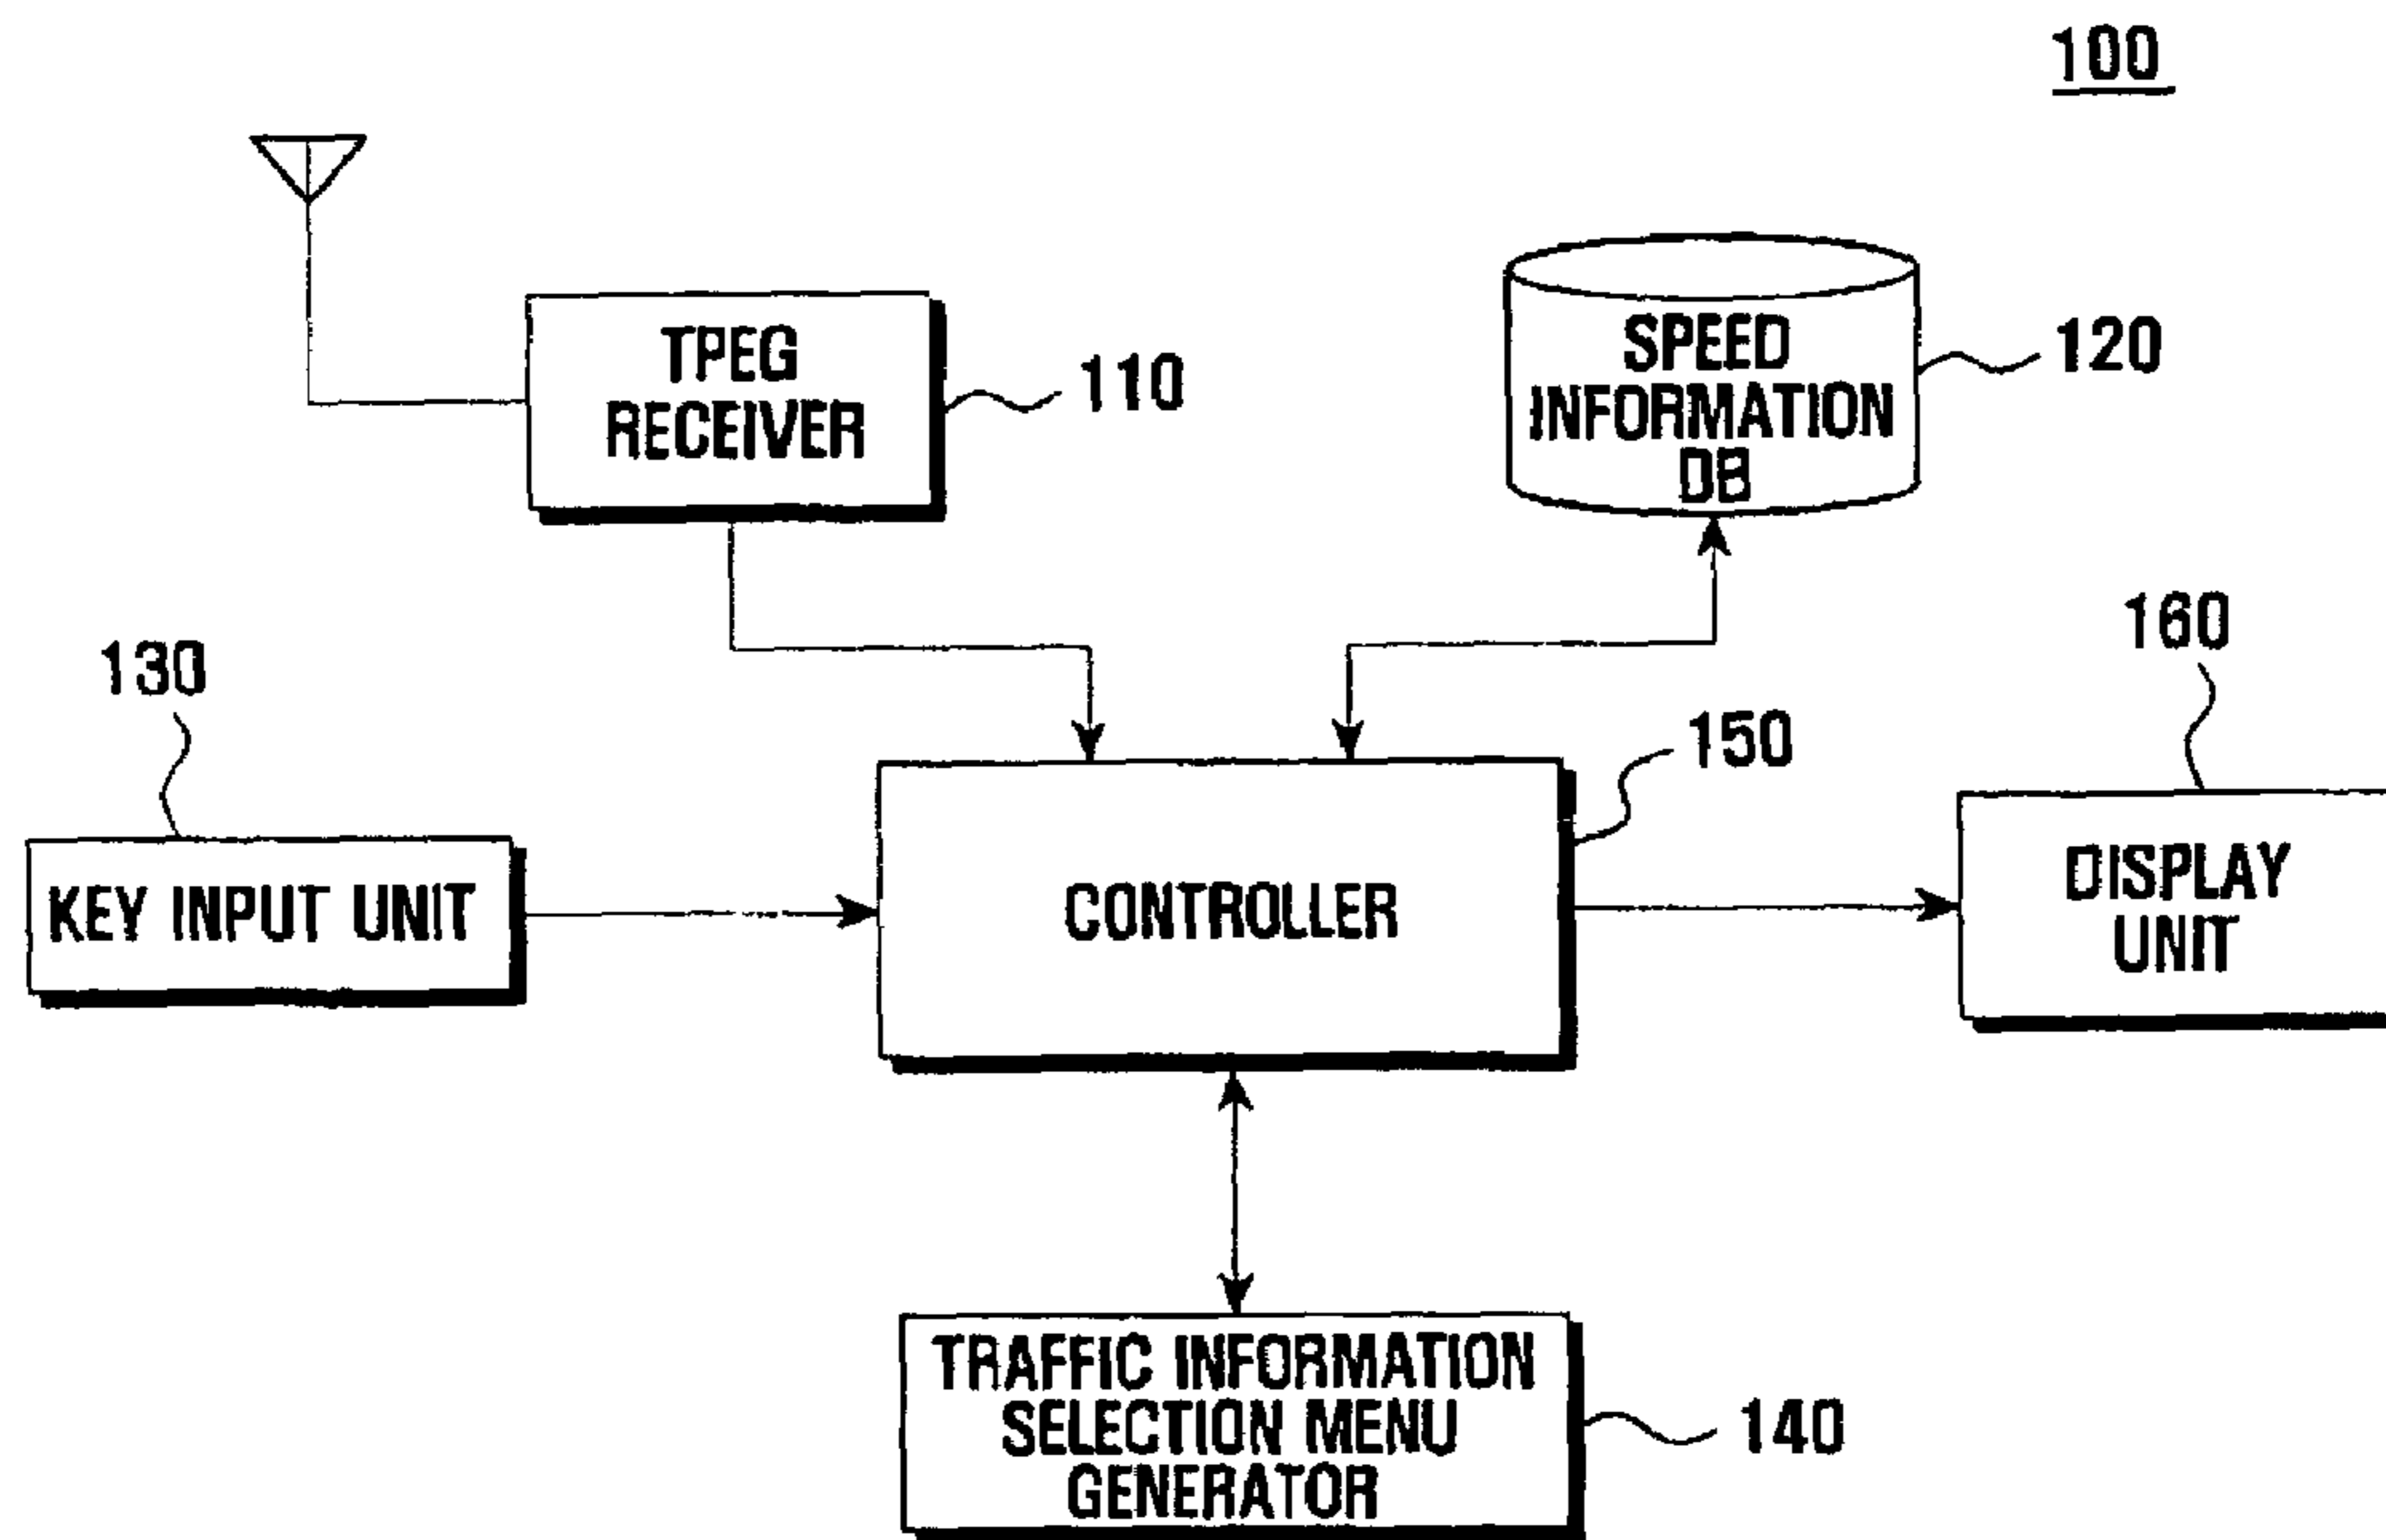 100
TPEG
RECEIVER
110
SPEED
INFORMATION
DB
120
130
KEY INPUT UNIT
150
CONTROLLER
160
DISPLAY
UNIT
TRAFFIC INFORMATION
SELECTION MENU
GENERATOR
140